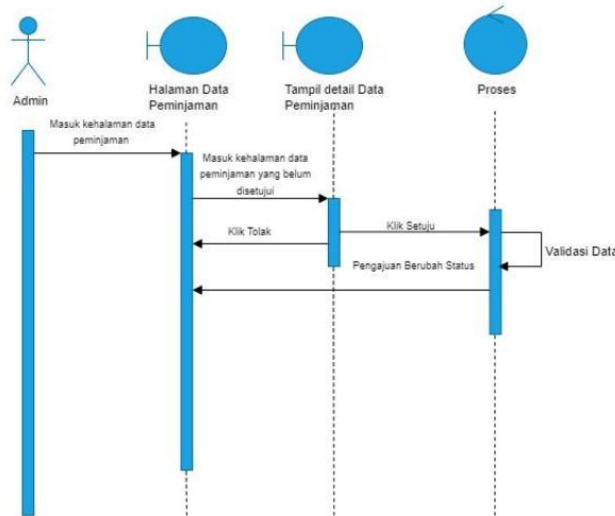 Admin
Halaman Data
Peminjaman
Tampil detail Data
Peminjaman
Proses
Masuk kehalaman data
peminjaman
Masuk kehalaman data
peminjaman yang belum
disetujui
Klik Tolak
Klik Setuju
Validasi Data
Pengajuan Berubah Status